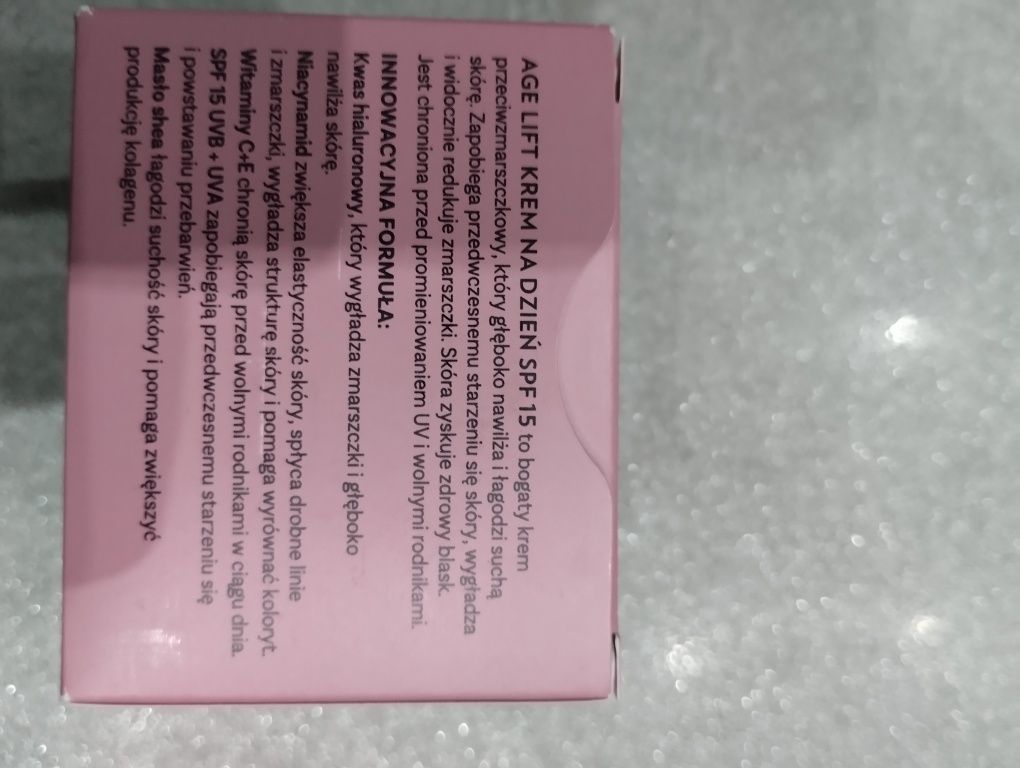 AGE LIFT KREM NA DZIEŃ SPF 15 to bogaty krem
przeciwzmarszczkowy, który głęboko nawilża i łagodzi suchą
skórę. Zapobiega przedwczesnemu starzeniu się skóry, wygładza
i widocznie redukuje zmarszczki. Skóra zyskuje zdrowy blask.
Jest chroniona przed promieniowaniem UV i wolnymi rodnikami.
INNOWACYJNA FORMUŁA:
Kwas hialuronowy, który wygładza zmarszczki i głęboko
nawilża skórę.
Niacynamid zwiększa elastyczność skóry, spłyca drobne linie
i zmarszczki, wygładza strukturę skóry i pomaga wyrównać koloryt.
Witaminy C+E chronią skórę przed wolnymi rodnikami w ciągu dnia.
SPF 15 UVB + UVA zapobiegają przedwczesnemu starzeniu się
i powstawaniu przebarwień.
Masło shea łagodzi suchość skóry i pomaga zwiększyć
produkcję kolagenu.